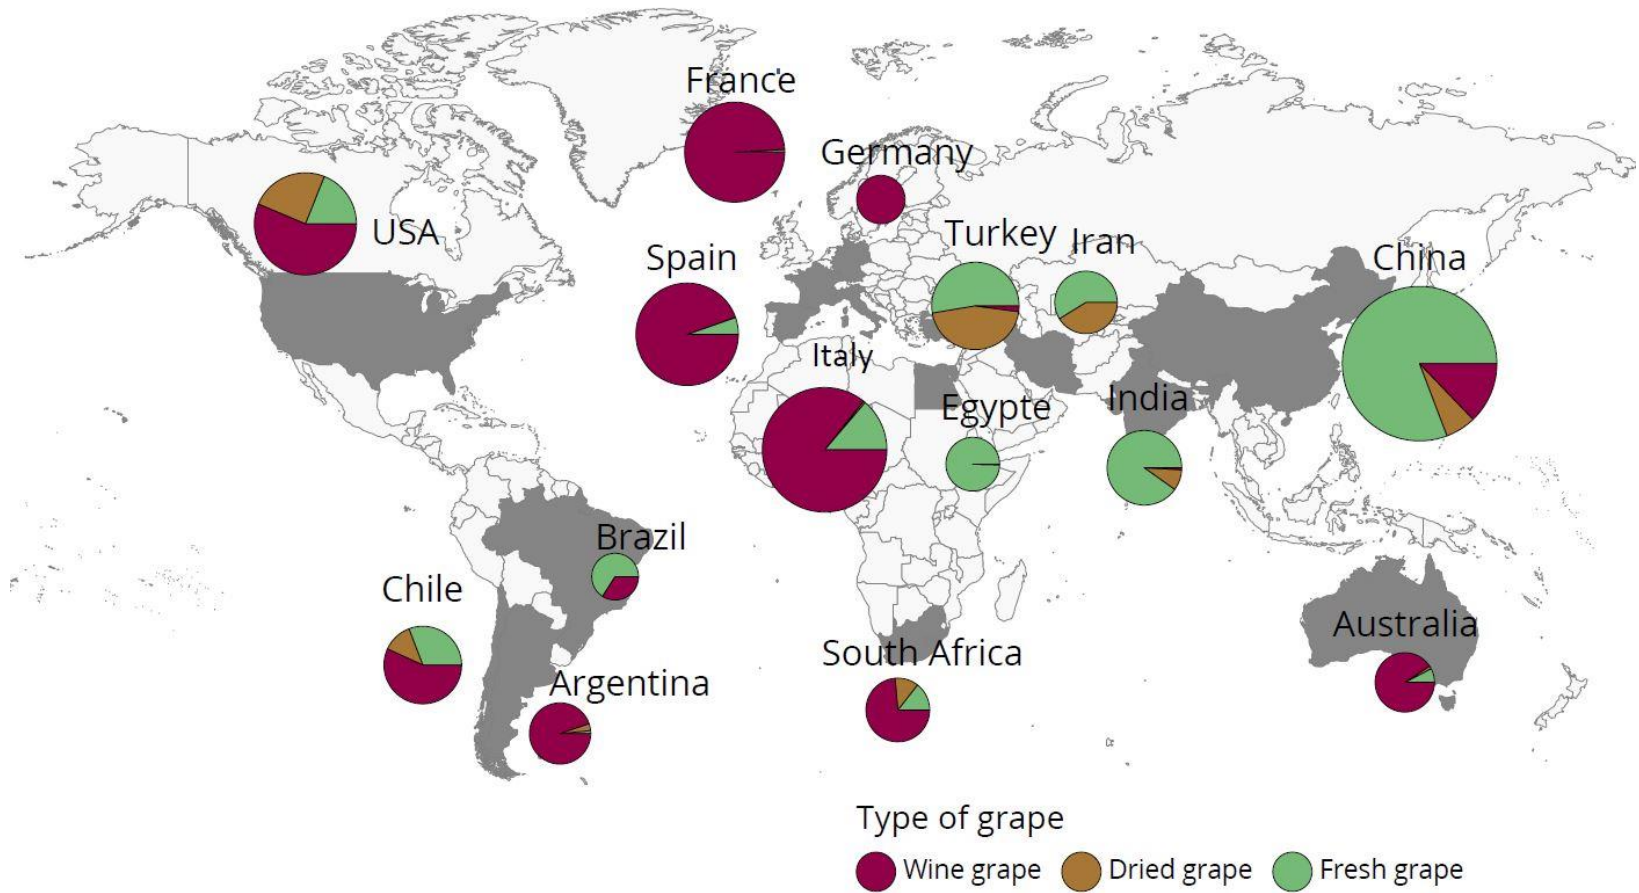 France
Germany
USA
Spain
Turkey
Iran
China
Italy
Egypte
India
Brazil
Chile
Argentina
South Africa
Australia
Type of grape
Wine grape
Dried grape
Fresh grape